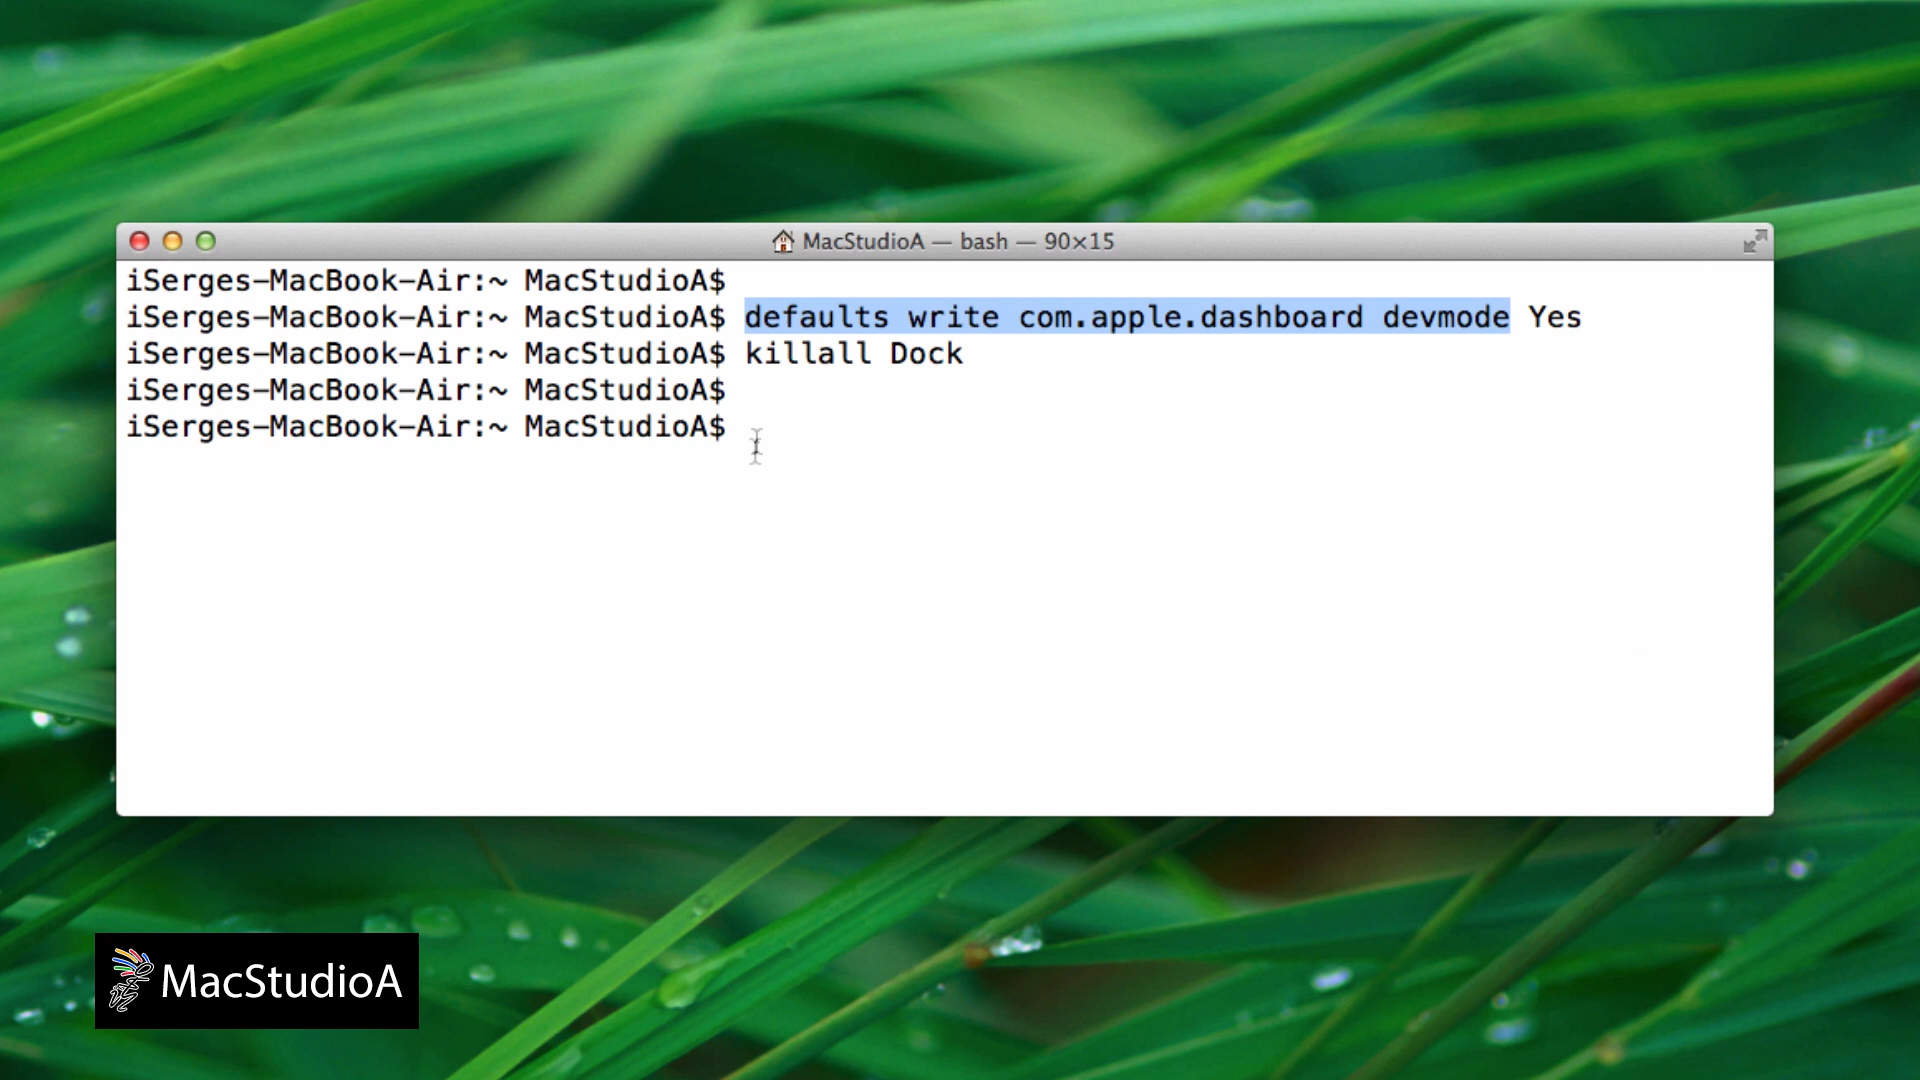 MacStudioA — bash — 90×15
iSerges-MacBook-Air:~ MacStudioA$
iSerges-MacBook-Air:~ MacStudioA$ defaults write com.apple.dashboard devmode Yes
iSerges-MacBook-Air:~ MacStudioA$ killall Dock
iSerges-MacBook-Air:~ MacStudioA$
iSerges-MacBook-Air:~ MacStudioA$
MacStudioA